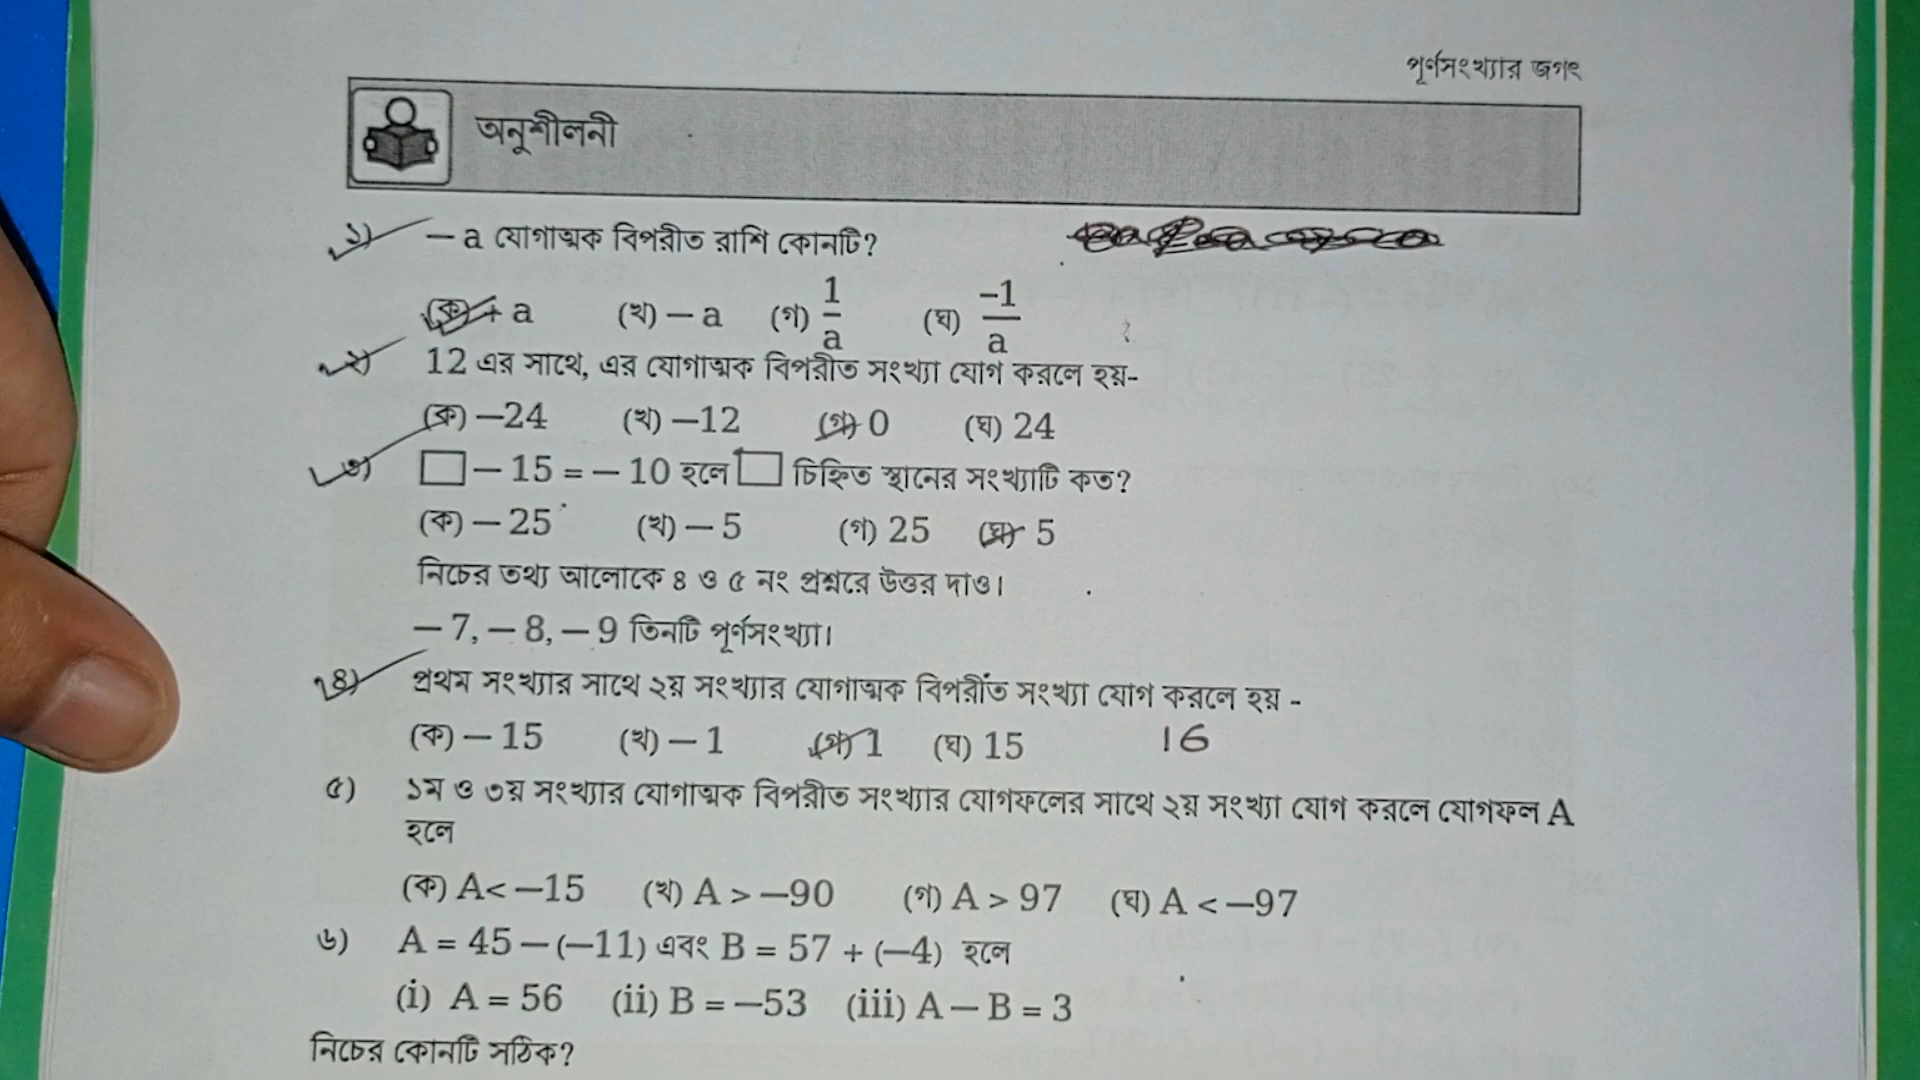 পূর্ণসংখ্যার জগৎ
অনুশীলনী
১) – a যোগাত্মক বিপরীত রাশি কোনটি?
(ক) + a (খ) – a (গ) 1/a (ঘ) –1/a
২) 12 এর সাথে, এর যোগাত্মক বিপরীত সংখ্যা যোগ করলে হয়-
(ক) –24 (খ) –12 (গ) 0 (ঘ) 24
৩) □ – 15 = – 10 হলে □ চিহ্নিত স্থানের সংখ্যাটি কত?
(ক) – 25 (খ) – 5 (গ) 25 (ঘ) 5
নিচের তথ্য আলোকে ৪ ও ৫ নং প্রশ্নরে উত্তর দাও।
– 7, – 8, – 9 তিনটি পূর্ণসংখ্যা।
৪) প্রথম সংখ্যার সাথে ২য় সংখ্যার যোগাত্মক বিপরীত সংখ্যা যোগ করলে হয় -
(ক) – 15 (খ) – 1 (গ) 1 (ঘ) 15 16
৫) ১ম ও ৩য় সংখ্যার যোগাত্মক বিপরীত সংখ্যার যোগফলের সাথে ২য় সংখ্যা যোগ করলে যোগফল A
হলে
(ক) A< –15 (খ) A > –90 (গ) A > 97 (ঘ) A < –97
৬) A = 45 – (–11) এবং B = 57 + (–4) হলে
(i) A = 56 (ii) B = –53 (iii) A – B = 3
নিচের কোনটি সঠিক?